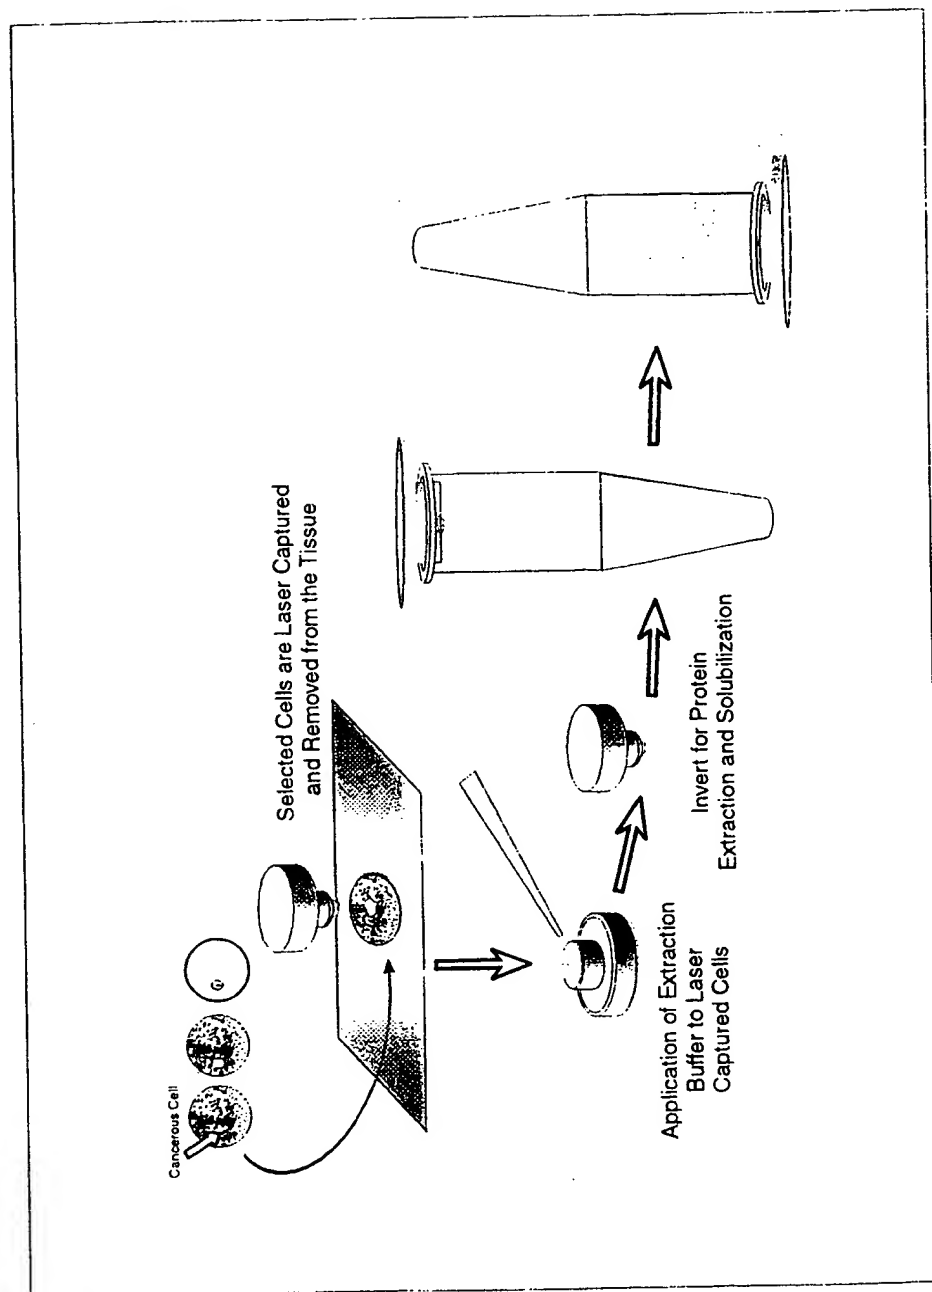 Cancerous Cell
Selected Cells are Laser Captured
and Removed from the Tissue
Application of Extraction
Buffer to Laser
Captured Cells
Invert for Protein
Extraction and Solubilization